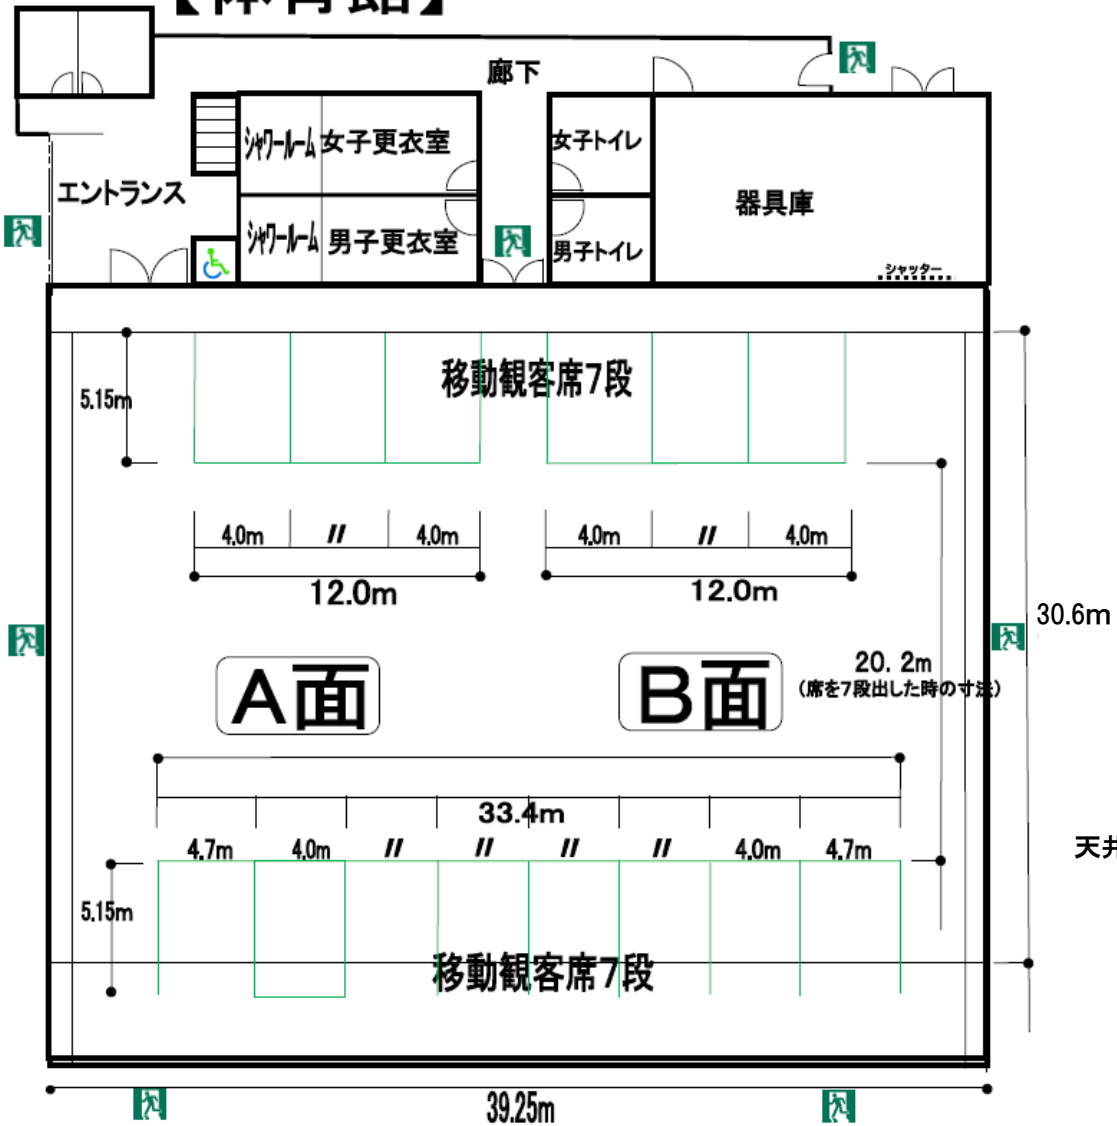 【体育館】
廊下
シャワールーム 女子更衣室
女子トイレ
エントランス
器具庫
シャワールーム 男子更衣室
男子トイレ
シャッター
移動観客席7段
5.15m
4.0m 〃 4.0m
4.0m 〃 4.0m
12.0m
12.0m
30.6m
A面
B面
20.2m
(席を7段出した時の寸法)
33.4m
4.7m 4.0m 〃 〃 〃 〃 4.0m 4.7m
天井
5.15m
移動観客席7段
39.25m